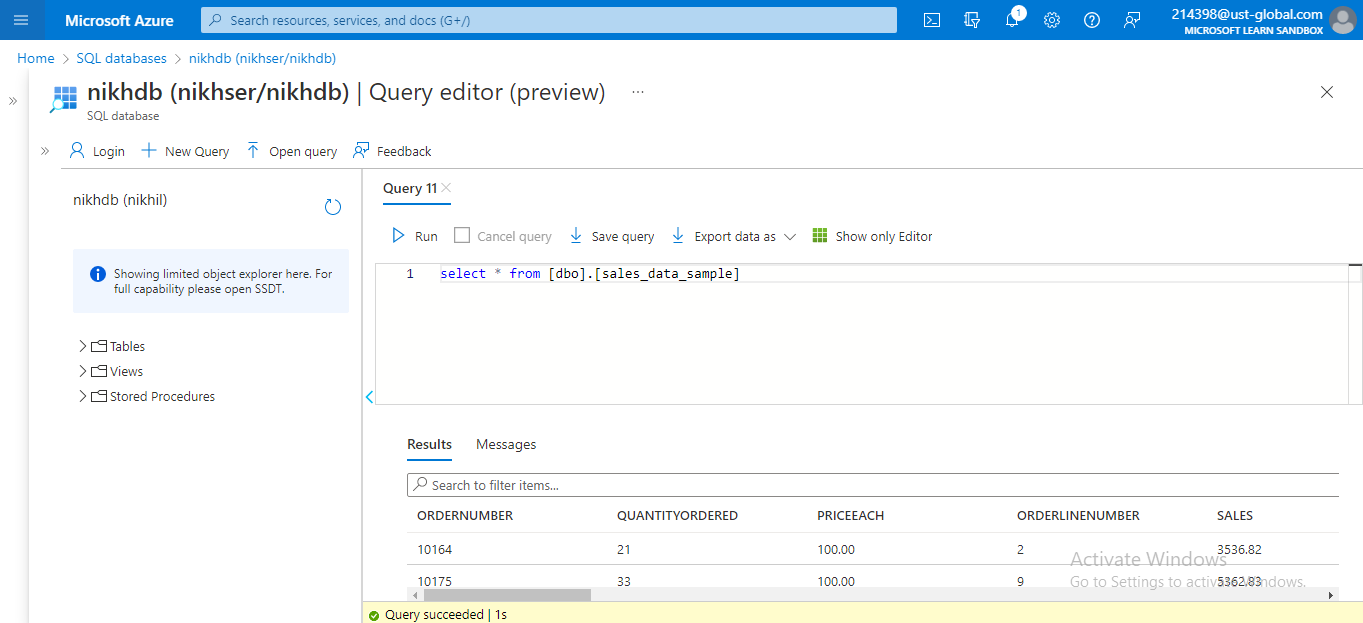 Microsoft Azure
Search resources, services, and docs (G+/)
1
214398@ust-global.com
MICROSOFT LEARN SANDBOX
Home > SQL databases > nikhdb (nikhser/nikhdb)
nikhdb (nikhser/nikhdb) | Query editor (preview) ...
SQL database
Login New Query Open query Feedback
nikhdb (nikhil)
Showing limited object explorer here. For
full capability please open SSDT.
Tables
Views
Stored Procedures
Query 11
Run Cancel query Save query Export data as Show only Editor
1 select * from [dbo].[sales_data_sample]
Results Messages
Search to filter items...
ORDERNUMBER QUANTITYORDERED PRICEEACH ORDERLINENUMBER SALES
10164 21 100.00 2 3536.82
10175 33 100.00 9 5362.83
Activate Windows
Go to Settings to activate Windows.
Query succeeded | 1s